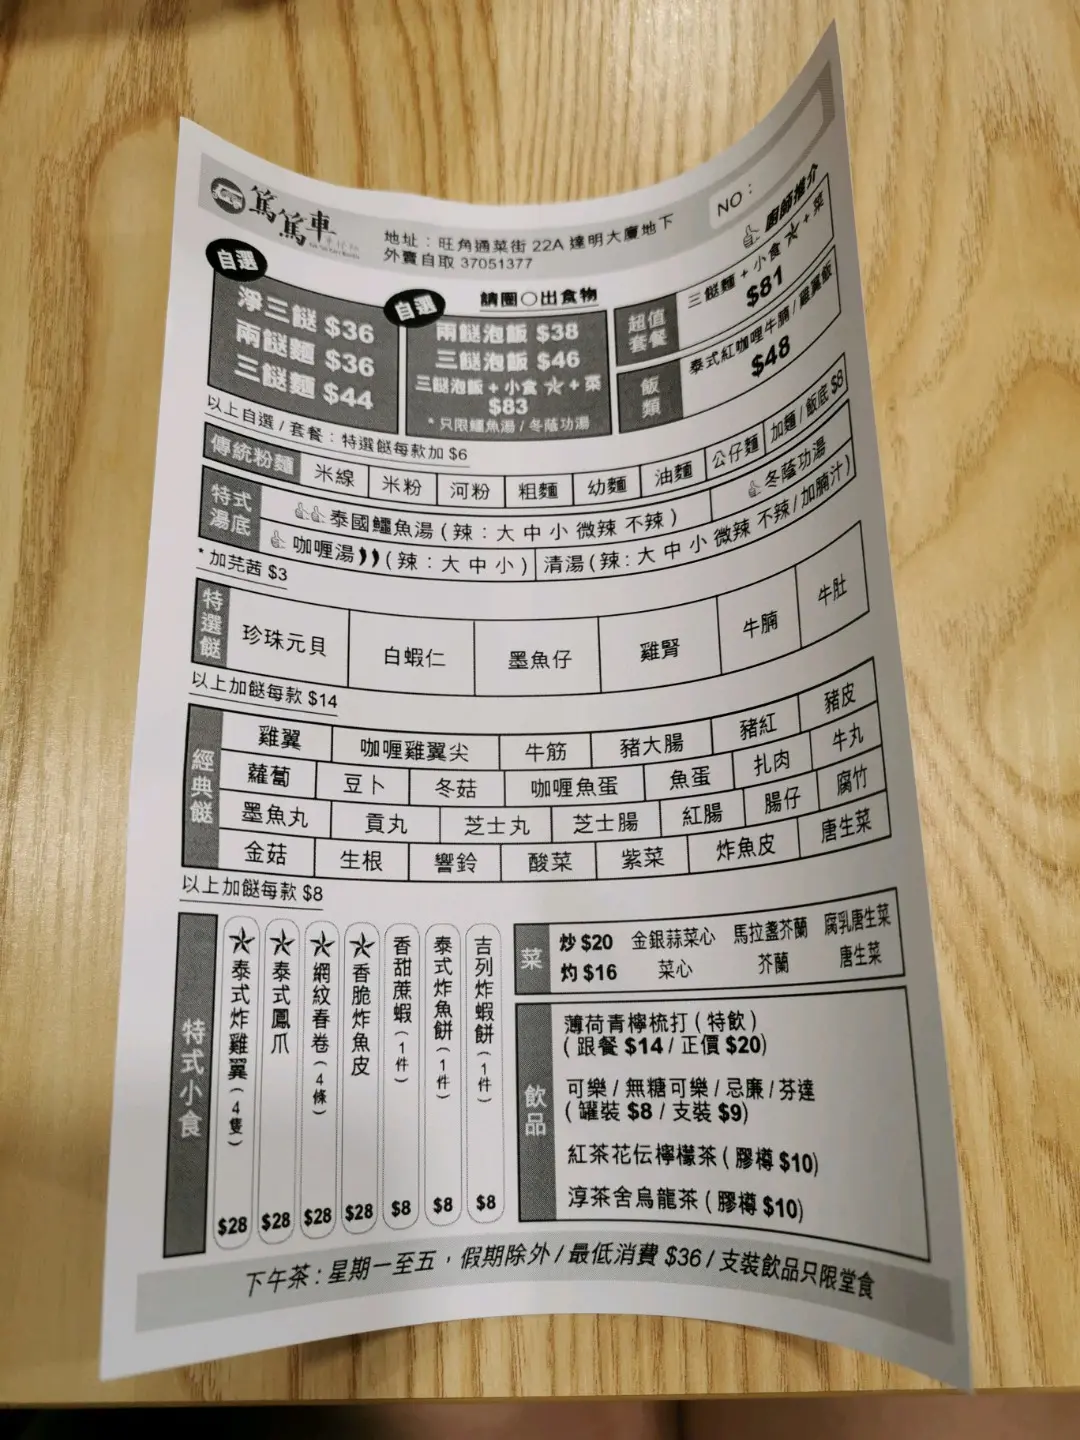 篤篤車
地址：旺角通菜街 22A 達明大廈地下
外賣自取 37051377
NO：
自選
淨三餸 $36
兩餸麵 $36
三餸麵 $44
自選
請圈○出食物
兩餸泡飯 $38
三餸泡飯 $46
三餸泡飯 + 小食 ★ + 菜
$83
* 只限鱷魚湯 / 冬蔭功湯
廚師推介
超值套餐
三餸麵 + 小食 ★ + 菜
$81
飯類
泰式紅咖喱牛腩 / 雞翼飯
$48
以上自選 / 套餐：特選餸每款加 $6
傳統粉麵 米線 米粉 河粉 粗麵 幼麵 油麵 公仔麵 加麵 / 飯底 $8
特式湯底
泰國鱷魚湯 ( 辣：大 中 小 微辣 不辣 ) 冬蔭功湯
咖喱湯 ( 辣：大 中 小 ) 清湯 ( 辣：大 中 小 微辣 不辣 / 加腩汁 )
* 加芫茜 $3
特選餸 珍珠元貝 白蝦仁 墨魚仔 雞腎 牛腩 牛肚
以上加餸每款 $14
經典餸
雞翼 咖喱雞翼尖 牛筋 豬大腸 豬紅 豬皮
蘿蔔 豆卜 冬菇 咖喱魚蛋 魚蛋 扎肉 牛丸
墨魚丸 貢丸 芝士丸 芝士腸 紅腸 腸仔 腐竹
金菇 生根 響鈴 酸菜 紫菜 炸魚皮 唐生菜
以上加餸每款 $8
特式小食
★泰式炸雞翼（4隻） $28
★泰式鳳爪 $28
★網紋春卷（4條） $28
★香脆炸魚皮 $28
香甜蔗蝦（1件） $8
泰式炸魚餅（1件） $8
吉列炸蝦餅（1件） $8
菜
炒 $20 金銀蒜菜心 馬拉盞芥蘭 腐乳唐生菜
灼 $16 菜心 芥蘭 唐生菜
飲品
薄荷青檸梳打 ( 特飲 )
( 跟餐 $14 / 正價 $20)
可樂 / 無糖可樂 / 忌廉 / 芬達
( 罐裝 $8 / 支裝 $9)
紅茶花伝檸檬茶 ( 膠樽 $10)
淳茶舍烏龍茶 ( 膠樽 $10)
下午茶：星期一至五，假期除外 / 最低消費 $36 / 支裝飲品只限堂食